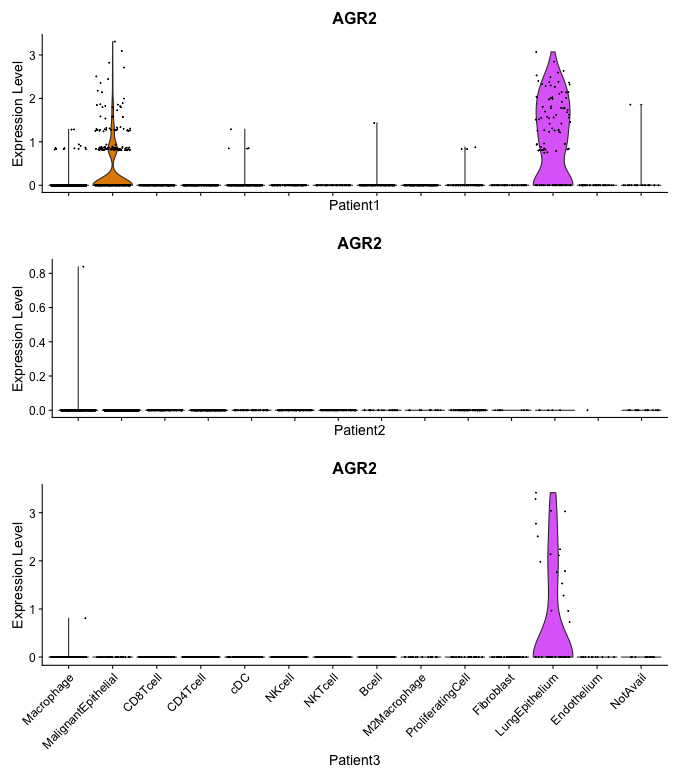 AGR2
Expression Level
3
2
1
0
Patient1
AGR2
Expression Level
0.8
0.6
0.4
0.2
0.0
Patient2
AGR2
Expression Level
3
2
1
0
Macrophage
MalignantEpithelial
CD8Tcell
CD4Tcell
cDC
NKcell
NKTcell
Bcell
M2Macrophage
ProliferatingCell
Fibroblast
LungEpithelium
Endothelium
NotAvail
Patient3